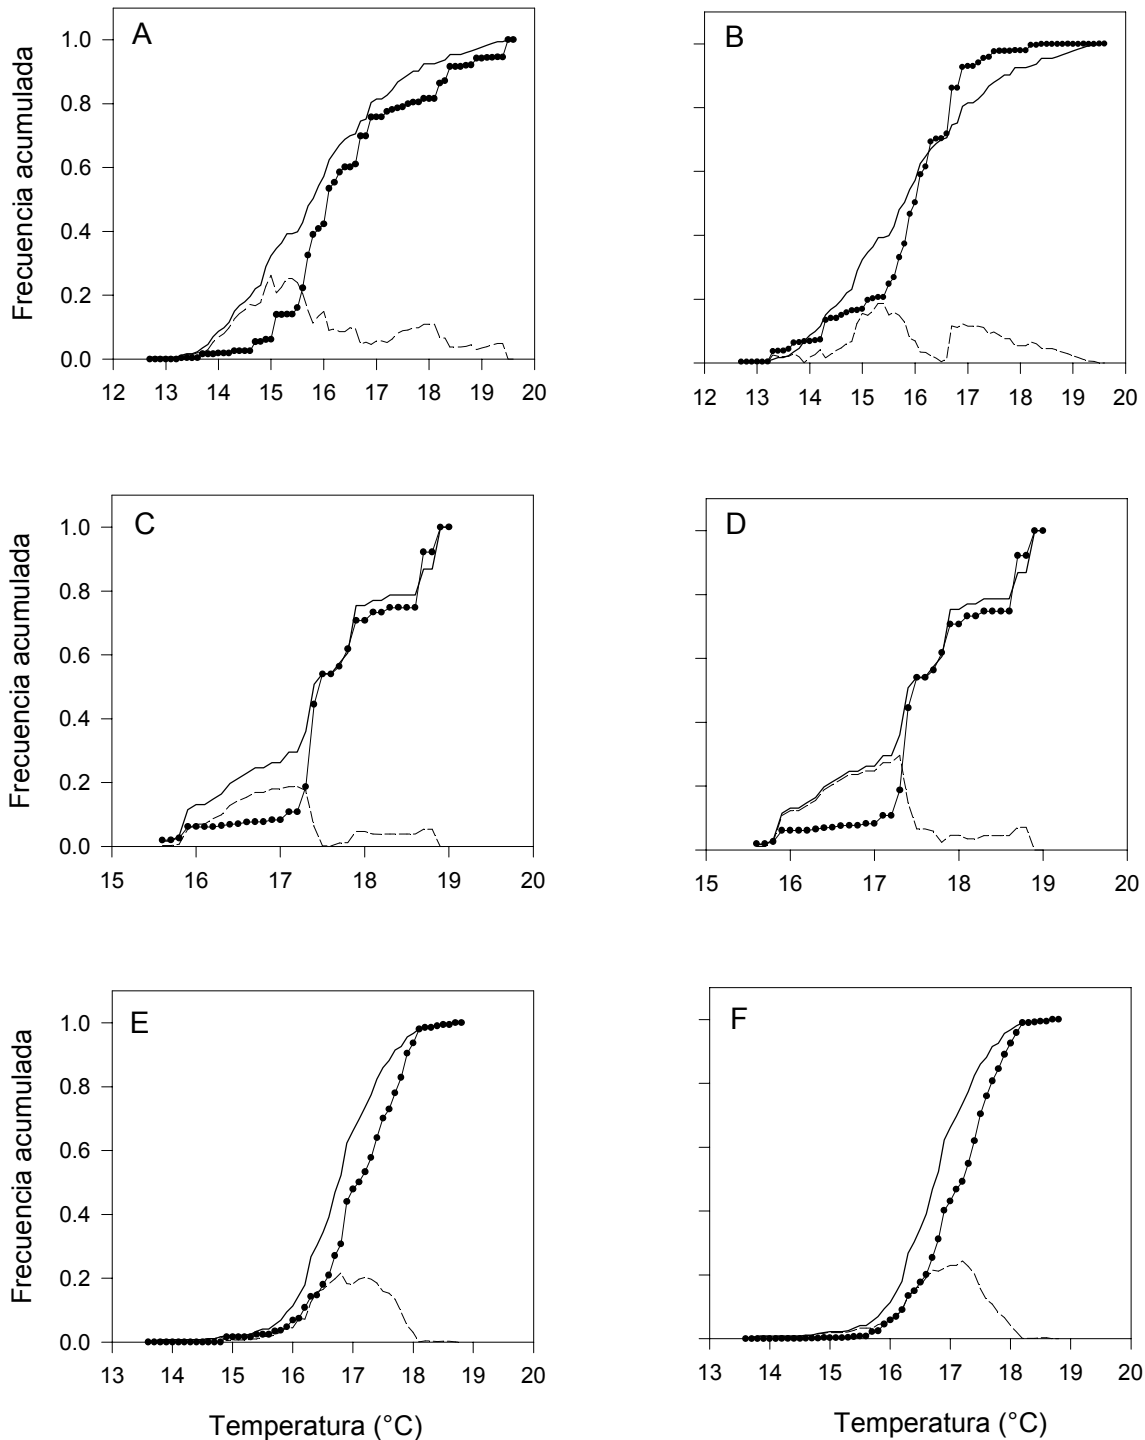 A
Frecuencia acumulada
1.0
0.8
0.6
0.4
0.2
0.0
12 13 14 15 16 17 18 19 20
B
12 13 14 15 16 17 18 19 20
C
Frecuencia acumulada
1.0
0.8
0.6
0.4
0.2
0.0
15 16 17 18 19 20
D
15 16 17 18 19 20
E
Frecuencia acumulada
1.0
0.8
0.6
0.4
0.2
0.0
13 14 15 16 17 18 19 20
Temperatura (°C)
F
13 14 15 16 17 18 19 20
Temperatura (°C)